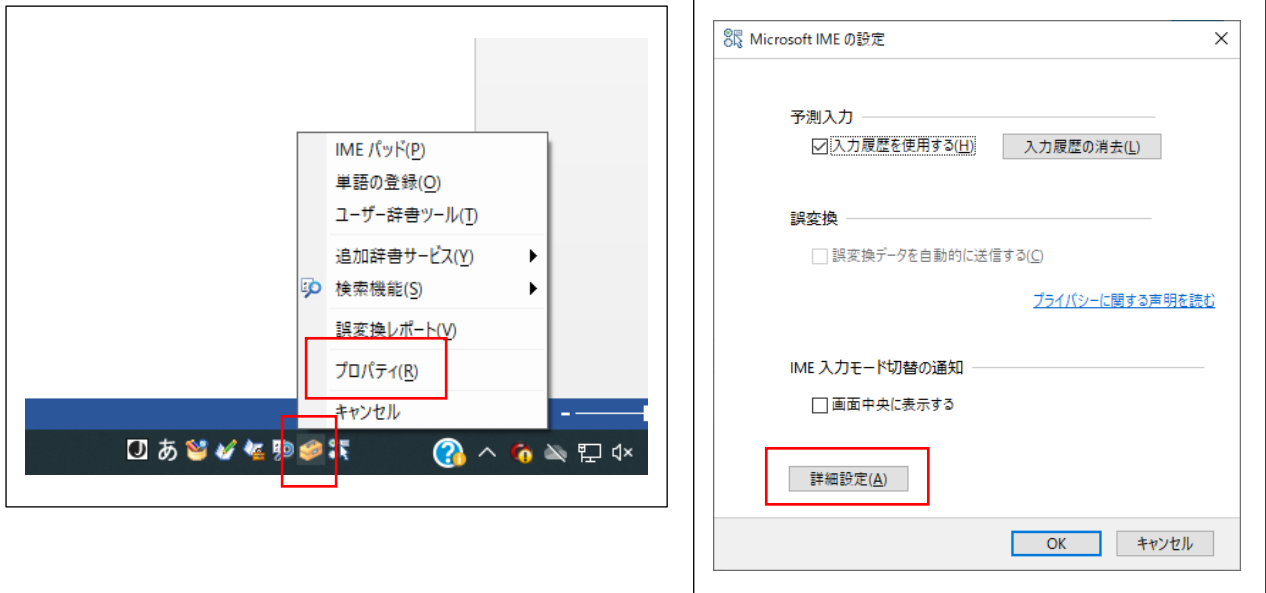 IME パッド(P)
単語の登録(O)
ユーザー辞書ツール(T)
追加辞書サービス(Y)
検索機能(S)
誤変換レポート(V)
プロパティ(R)
キャンセル
あ
Microsoft IME の設定
予測入力
入力履歴を使用する(H)
入力履歴の消去(L)
誤変換
誤変換データを自動的に送信する(C)
プライバシーに関する声明を読む
IME 入力モード切替の通知
画面中央に表示する
詳細設定(A)
OK
キャンセル